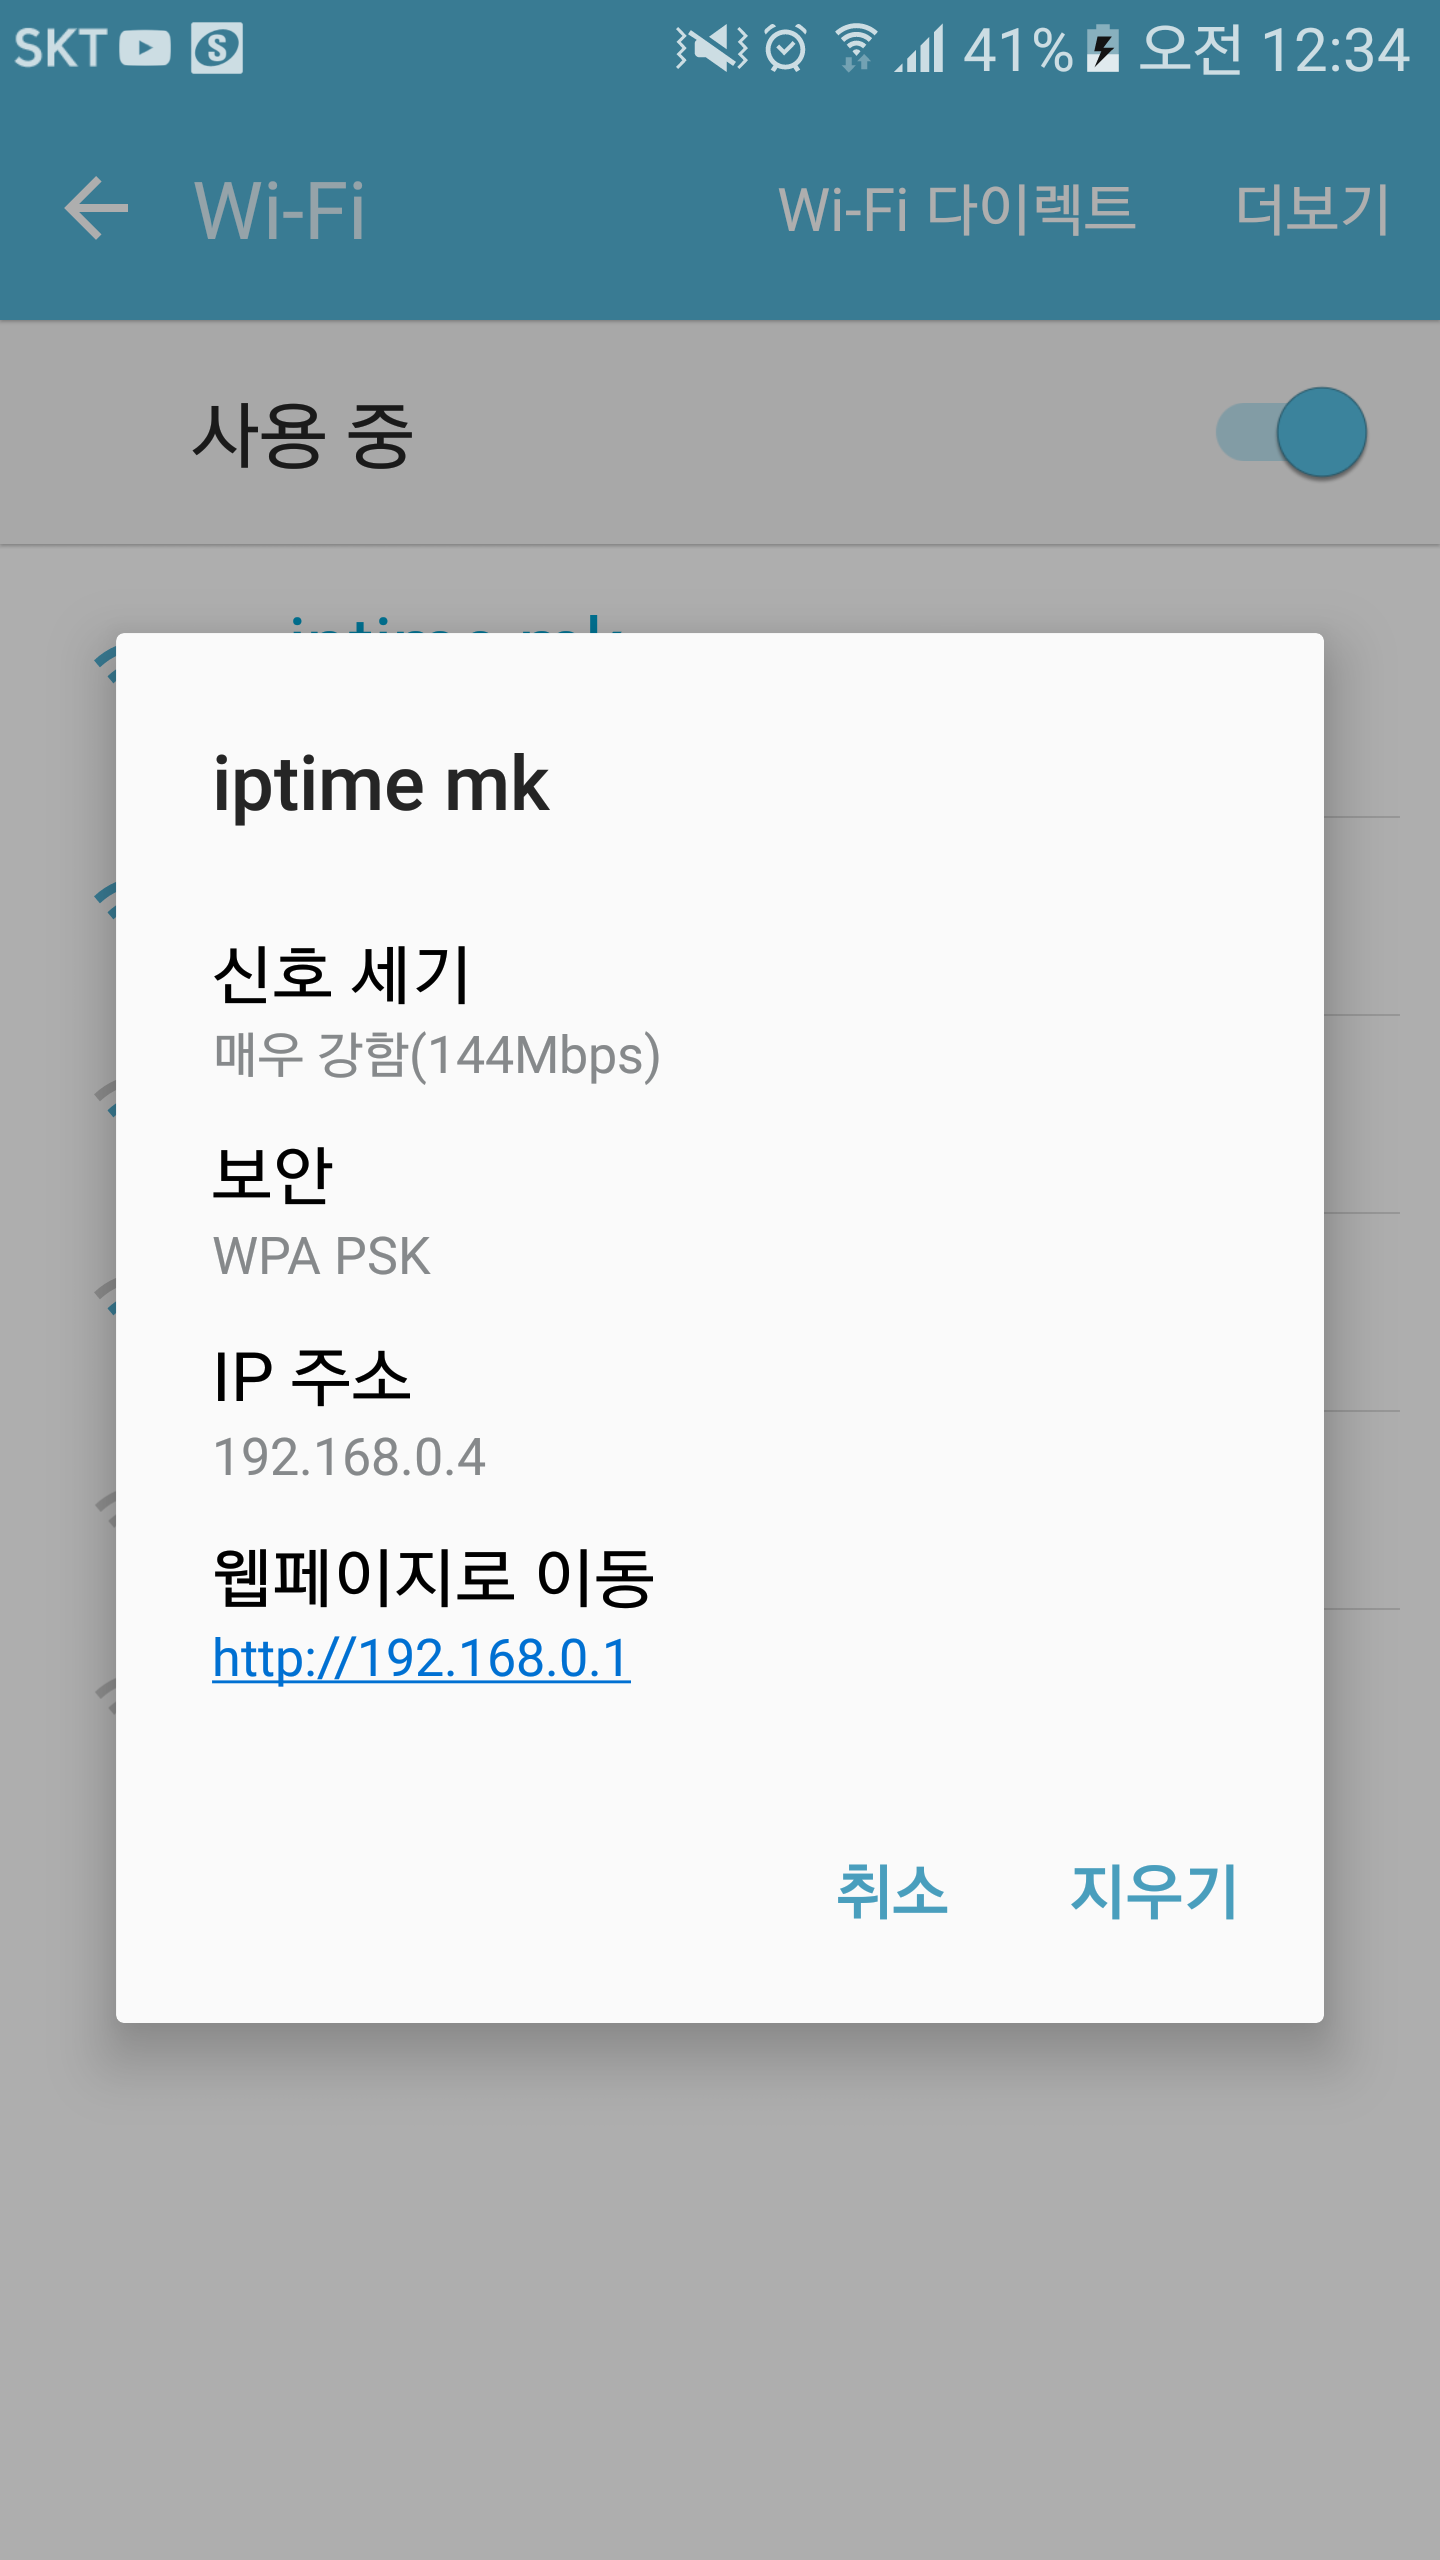 SKT 41% 오전 12:34
Wi-Fi Wi-Fi 다이렉트 더보기
사용 중
iptime mk
iptime mk
신호 세기
매우 강함(144Mbps)
보안
WPA PSK
IP 주소
192.168.0.4
웹페이지로 이동
http://192.168.0.1
취소 지우기